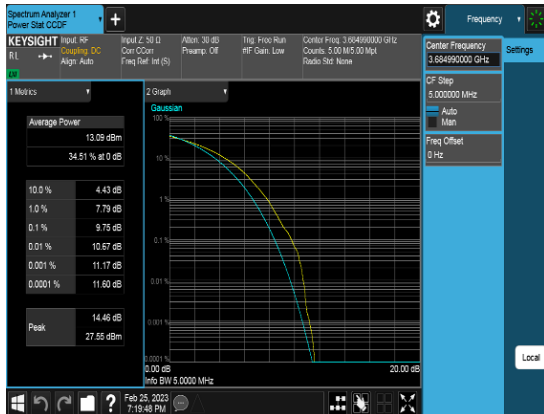 Spectrum Analyzer 1
Power Stat CCDF
+
Frequency
KEYSIGHT
Input: RF
Input Z: 50 Ω
Atten: 30 dB
Trig: Free Run
Center Freq: 3.684990000 GHz
RL
Coupling: DC
Corr CCorr
Preamp: Off
#IF Gain: Low
Counts: 5.00 M/5.00 Mpt
Align: Auto
Freq Ref: Int (S)
Radio Std: None
Center Frequency
3.684990000 GHz
Settings
CF Step
5.000000 MHz
Auto
Man
Freq Offset
0 Hz
1 Metrics
2 Graph
Gaussian
Average Power
13.09 dBm
34.51 % at 0 dB
10.0 % 4.43 dB
1.0 % 7.79 dB
0.1 % 9.75 dB
0.01 % 10.67 dB
0.001 % 11.17 dB
0.0001 % 11.60 dB
Peak
14.46 dB
27.55 dBm
100 %
10 %
1 %
0.1 %
0.01 %
0.001 %
0.0001 %
0.00 dB
20.00 dB
Info BW 5.0000 MHz
Local
?
Feb 25, 2023
7:19:48 PM